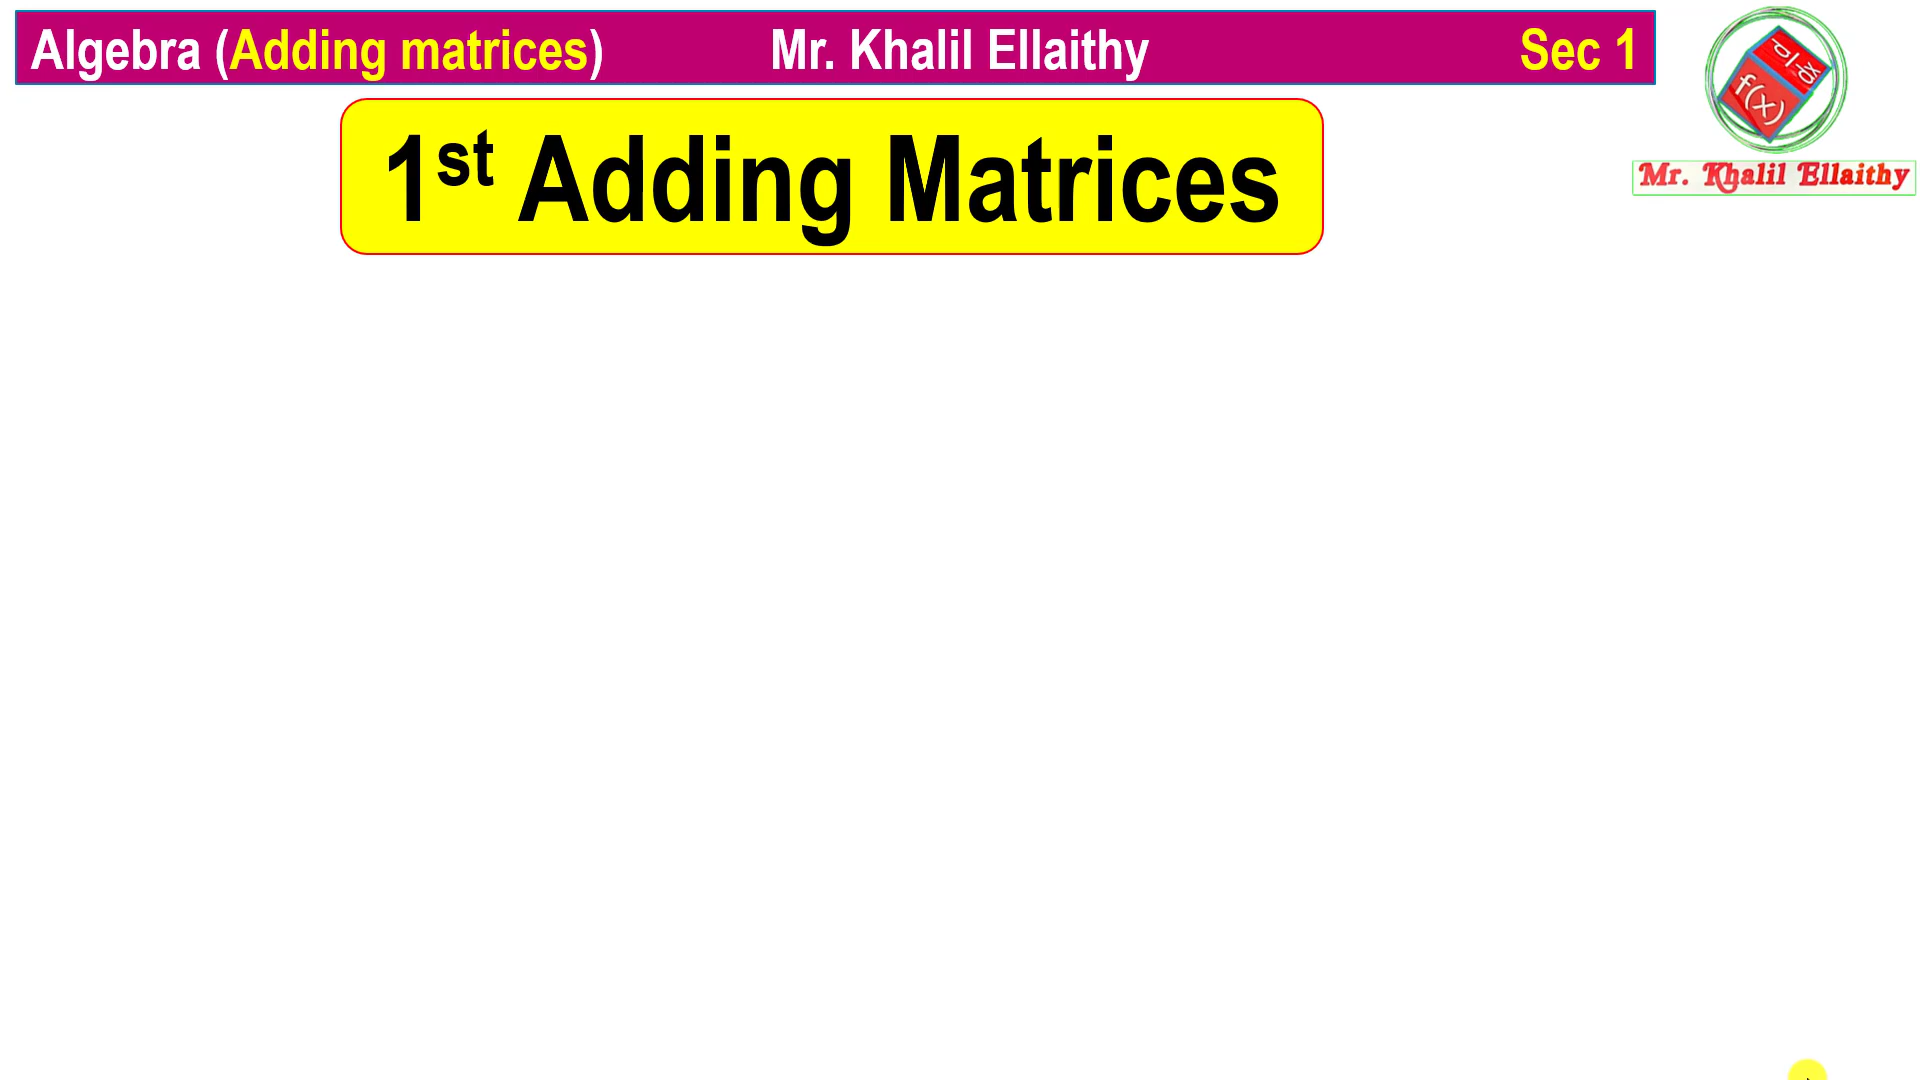 Algebra (Adding matrices) Mr. Khalil Ellaithy Sec 1
1st Adding Matrices
f(x)
Mr. Khalil Ellaithy